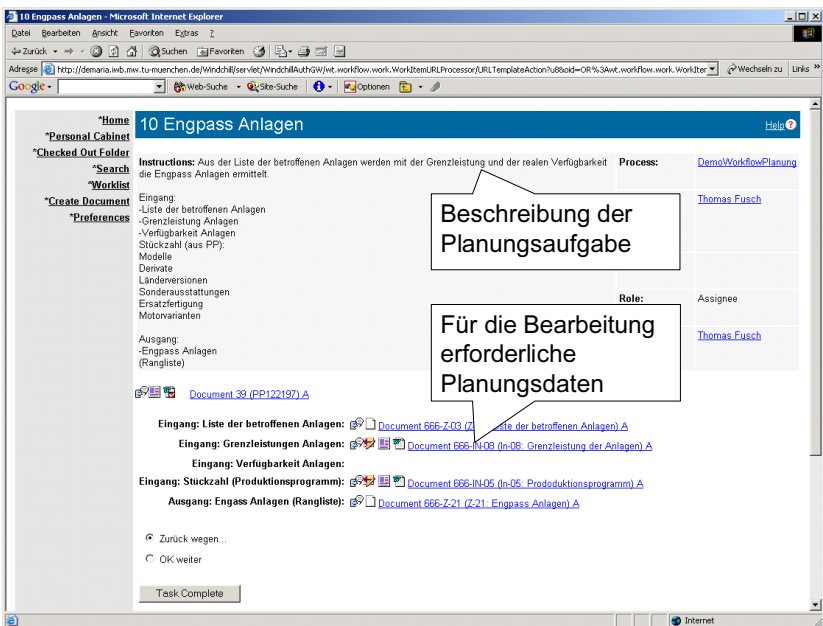 10 Engpass Anlagen - Microsoft Internet Explorer
Datei Bearbeiten Ansicht Favoriten Extras ?
Zurück Suchen Favoriten
Adresse http://demaria.iwb.mw.tu-muenchen.de/Windchill/servlet/WindchillAuthGW/wt.workflow.work.WorkItemURLProcessor/URLTemplateAction?u8&oid=OR%3Awt.workflow.work.WorkIter Wechseln zu Links »
Google Web-Suche Site-Suche Optionen
*Home
*Personal Cabinet
*Checked Out Folder
*Search
*Worklist
*Create Document
*Preferences
10 Engpass Anlagen Help
Instructions: Aus der Liste der betroffenen Anlagen werden mit der Grenzleistung und der realen Verfügbarkeit
die Engpass Anlagen ermittelt.
Process: DemoWorkflowPlanung
Eingang:
-Liste der betroffenen Anlagen
-Grenzleistung Anlagen
-Verfügbarkeit Anlagen
Stückzahl (aus PP):
Modelle
Derivate
Länderversionen
Sonderausstattungen
Ersatzfertigung
Motorvarianten
Thomas Fusch
Beschreibung der
Planungsaufgabe
Role: Assignee
Ausgang:
-Engpass Anlagen
(Rangliste)
Thomas Fusch
Für die Bearbeitung
erforderliche
Planungsdaten
Document 39 (PP122197) A
Eingang: Liste der betroffenen Anlagen: Document 666-Z-03 ste der betroffenen Anlagen) A
Eingang: Grenzleistungen Anlagen: Document 666-IN-08 (In-08: Grenzleistung der Anlagen) A
Eingang: Verfügbarkeit Anlagen:
Eingang: Stückzahl (Produktionsprogramm): Document 666-IN-05 (In-05: Prododuktionsprogramm) A
Ausgang: Engass Anlagen (Rangliste): Document 666-Z-21 (Z-21: Engpass Anlagen) A
Zurück wegen...
OK weiter
Task Complete
Internet